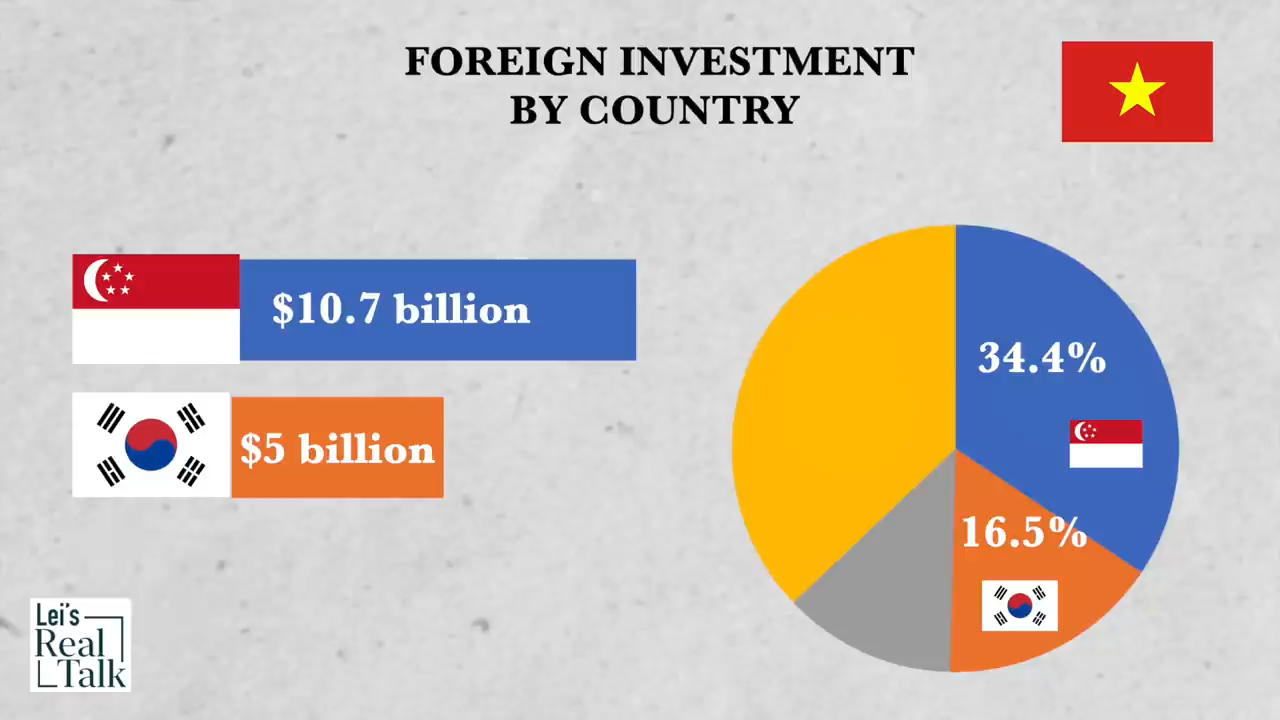 FOREIGN INVESTMENT
BY COUNTRY
$10.7 billion
$5 billion
34.4%
16.5%
Lei's
Real
Talk